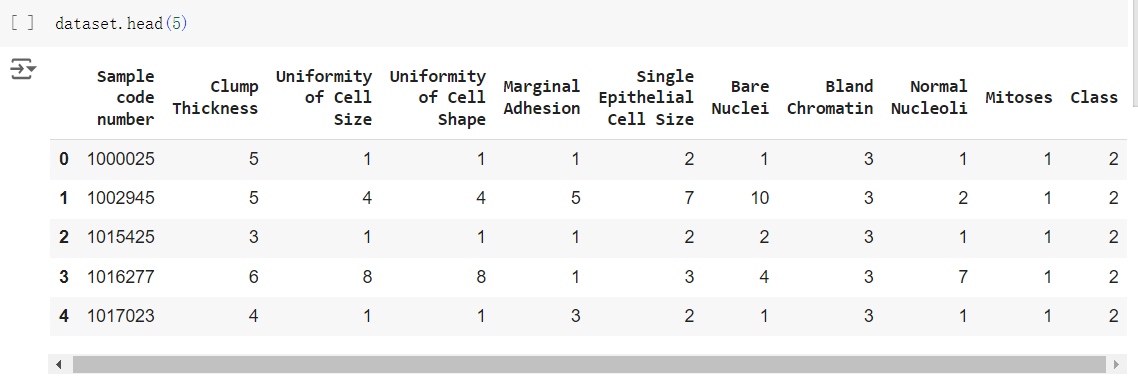 [ ] dataset.head(5)
Sample code number Clump Thickness Uniformity of Cell Size Uniformity of Cell Shape Marginal Adhesion Single Epithelial Cell Size Bare Nuclei Bland Chromatin Normal Nucleoli Mitoses Class
0 1000025 5 1 1 1 2 1 3 1 1 2
1 1002945 5 4 4 5 7 10 3 2 1 2
2 1015425 3 1 1 1 2 2 3 1 1 2
3 1016277 6 8 8 1 3 4 3 7 1 2
4 1017023 4 1 1 3 2 1 3 1 1 2